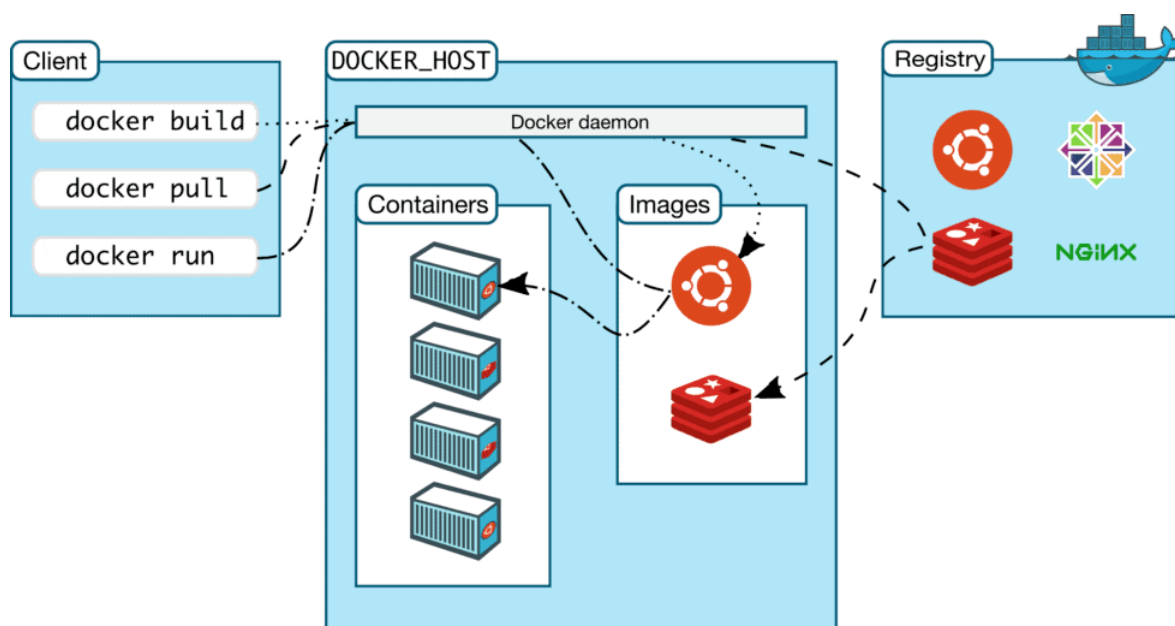 Client
docker build
docker pull
docker run
DOCKER_HOST
Docker daemon
Containers
Images
Registry
NGINX